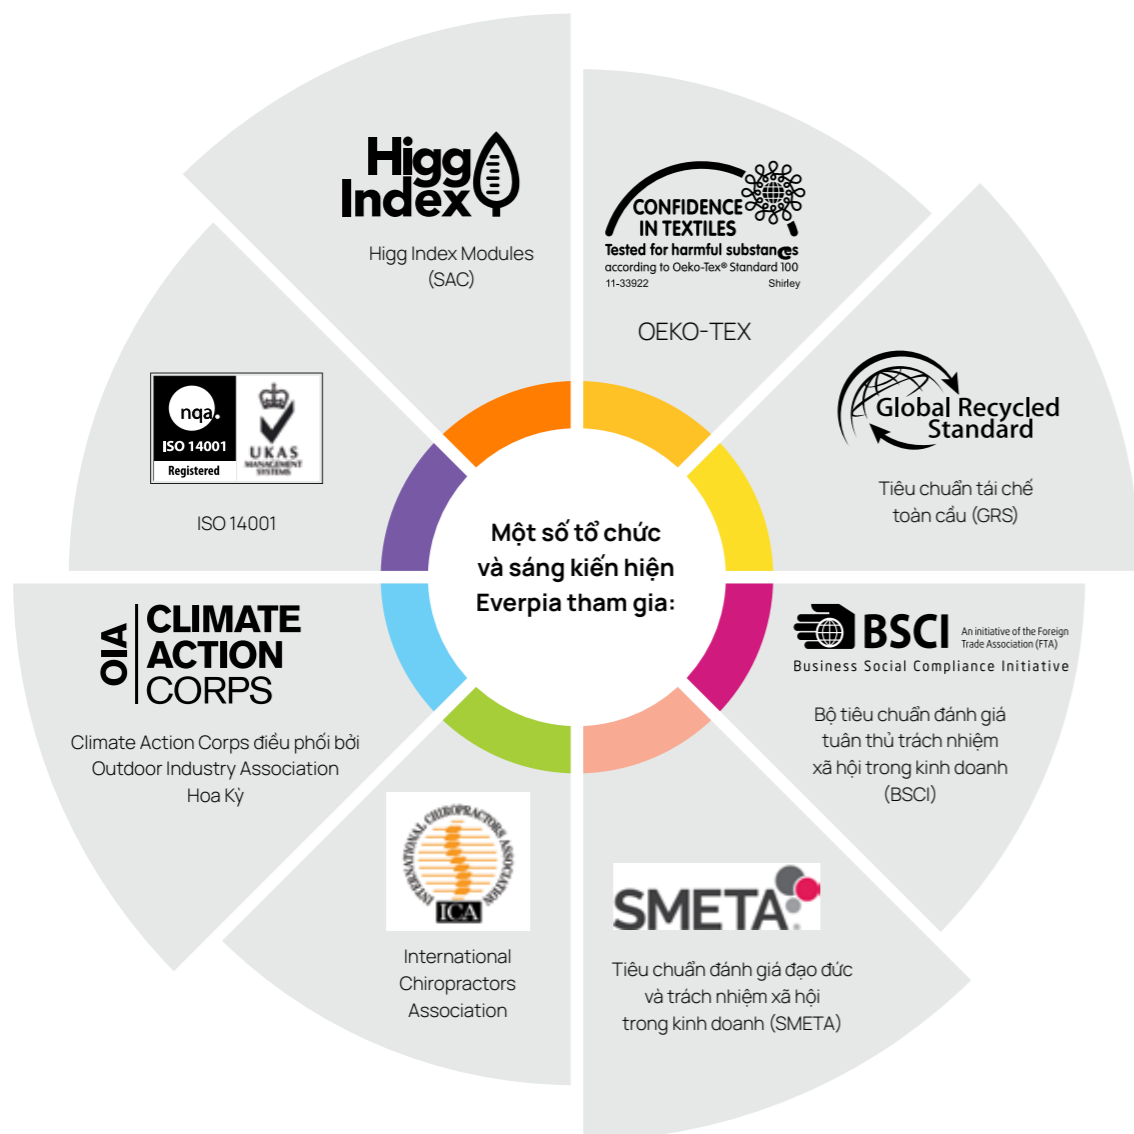 Higg
Index
Higg Index Modules
(SAC)
CONFIDENCE
IN TEXTILES
Tested for harmful substances
according to Oeko-Tex® Standard 100
11-33922 Shirley
OEKO-TEX
Global Recycled
Standard
Tiêu chuẩn tái chế
toàn cầu (GRS)
nqa.
ISO 14001
Registered
UKAS
MANAGEMENT
SYSTEMS
ISO 14001
Một số tổ chức
và sáng kiến hiện
Everpia tham gia:
BSCI
An initiative of the Foreign
Trade Association (FTA)
Business Social Compliance Initiative
Bộ tiêu chuẩn đánh giá
tuân thủ trách nhiệm
xã hội trong kinh doanh
(BSCI)
OIA
CLIMATE
ACTION
CORPS
Climate Action Corps điều phối bởi
Outdoor Industry Association
Hoa Kỳ
INTERNATIONAL CHIROPRACTORS ASSOCIATION
ICA
International
Chiropractors
Association
SMETA
Tiêu chuẩn đánh giá đạo đức
và trách nhiệm xã hội
trong kinh doanh (SMETA)